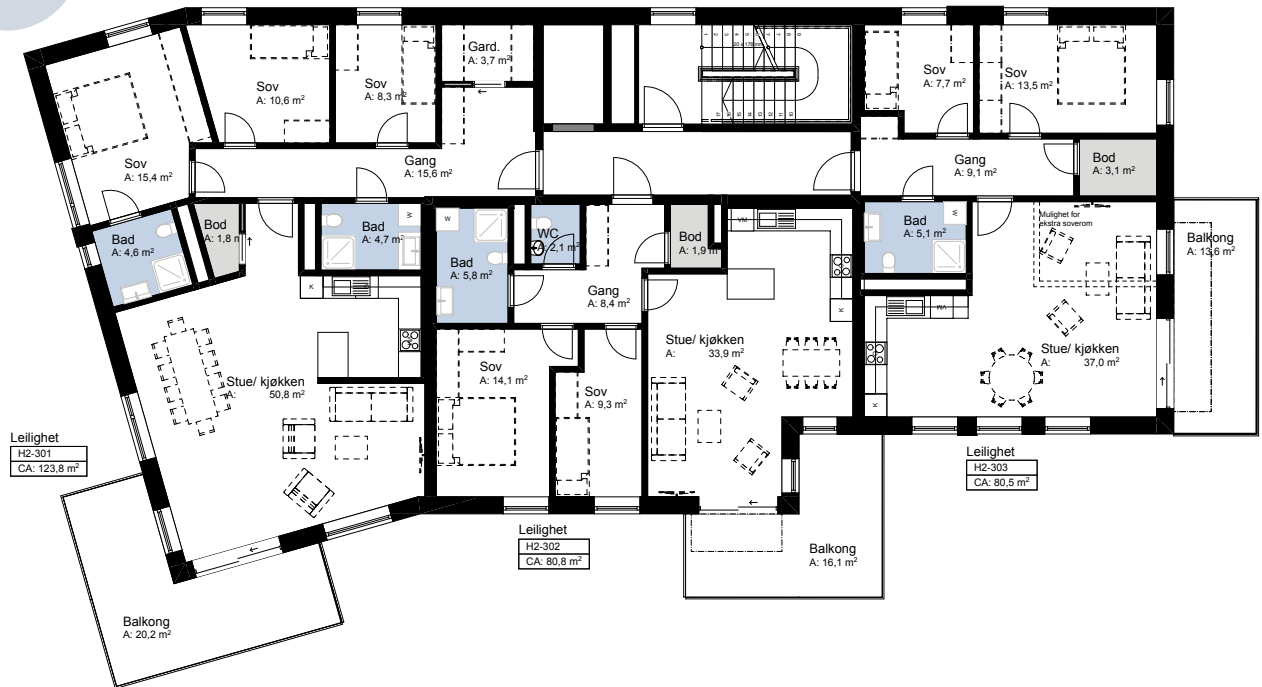 Gard.
A: 3,7 m²
20 x 178 mm
Sov
A: 10,6 m²
Sov
A: 8,3 m²
Sov
A: 7,7 m²
Sov
A: 13,5 m²
Sov
A: 15,4 m²
Gang
A: 15,6 m²
Gang
A: 9,1 m²
Bod
A: 3,1 m²
Bad
A: 4,6 m²
Bod
A: 1,8 m
Bad
A: 4,7 m²
W
W
Bad
A: 5,8 m²
WC
A: 2,1 m²
Bod
A: 1,9 m
VM
Bad
A: 5,1 m²
W
Mulighet for
ekstra soverom
Balkong
A: 13,6 m²
Gang
A: 8,4 m²
K
K
VM
K
Stue/ kjøkken
A: 50,8 m²
Sov
A: 14,1 m²
Sov
A: 9,3 m²
Stue/ kjøkken
A: 33,9 m²
Stue/ kjøkken
A: 37,0 m²
Leilighet
H2-301
CA: 123,8 m²
Leilighet
H2-302
CA: 80,8 m²
Leilighet
H2-303
CA: 80,5 m²
Balkong
A: 16,1 m²
Balkong
A: 20,2 m²